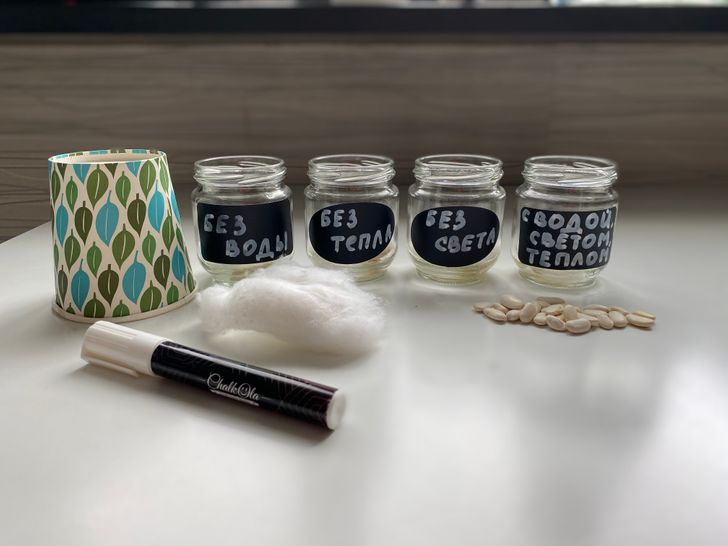 БЕЗ
ВОДЫ
БЕЗ
ТЕПЛА
БЕЗ
СВЕТА
С ВОДОЙ,
СВЕТОМ,
ТЕПЛОМ
ChalkOla